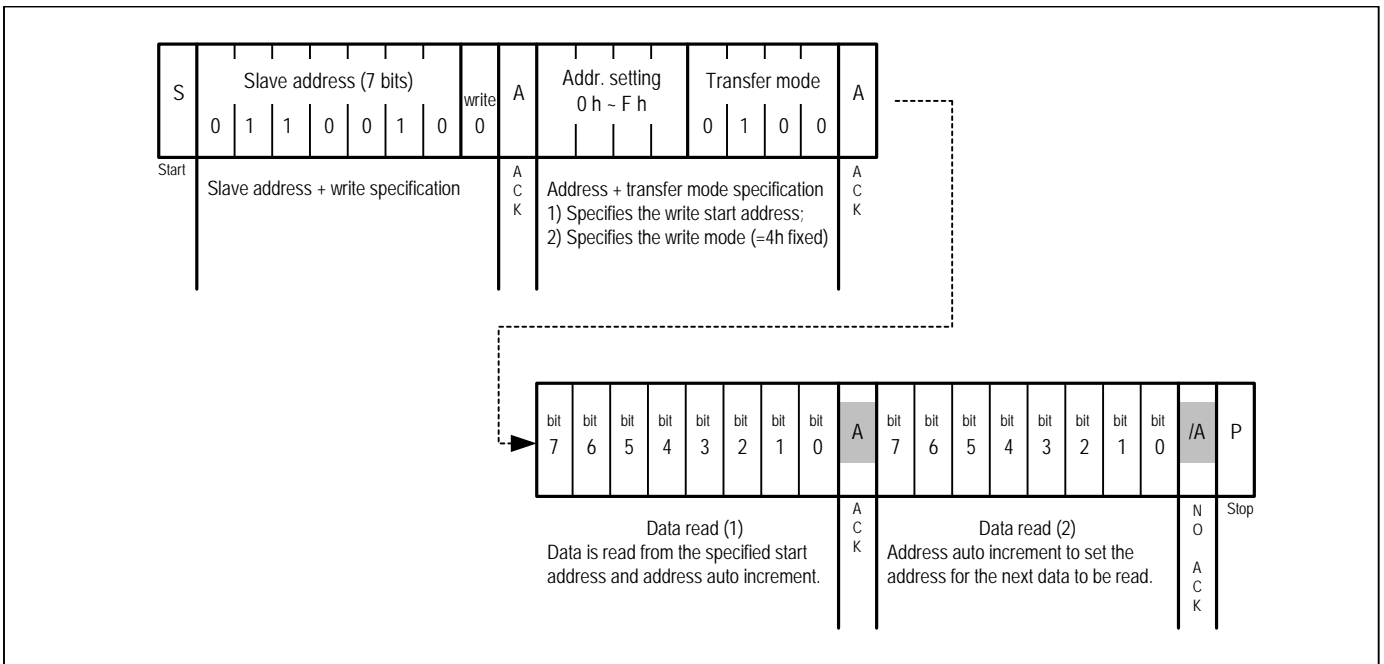 S
Slave address (7 bits)
write
A
Addr. setting
0 h ~ F h
Transfer mode
A
0 1 1 0 0 1 0 0
0 1 0 0
Start
Slave address + write specification
A
C
K
Address + transfer mode specification
1) Specifies the write start address;
2) Specifies the write mode (=4h fixed)
A
C
K
bit bit bit bit bit bit bit bit
7 6 5 4 3 2 1 0
A
bit bit bit bit bit bit bit bit
7 6 5 4 3 2 1 0
/A
P
Data read (1)
Data is read from the specified start
address and address auto increment.
A
C
K
Data read (2)
Address auto increment to set the
address for the next data to be read.
N
O
A
C
K
Stop